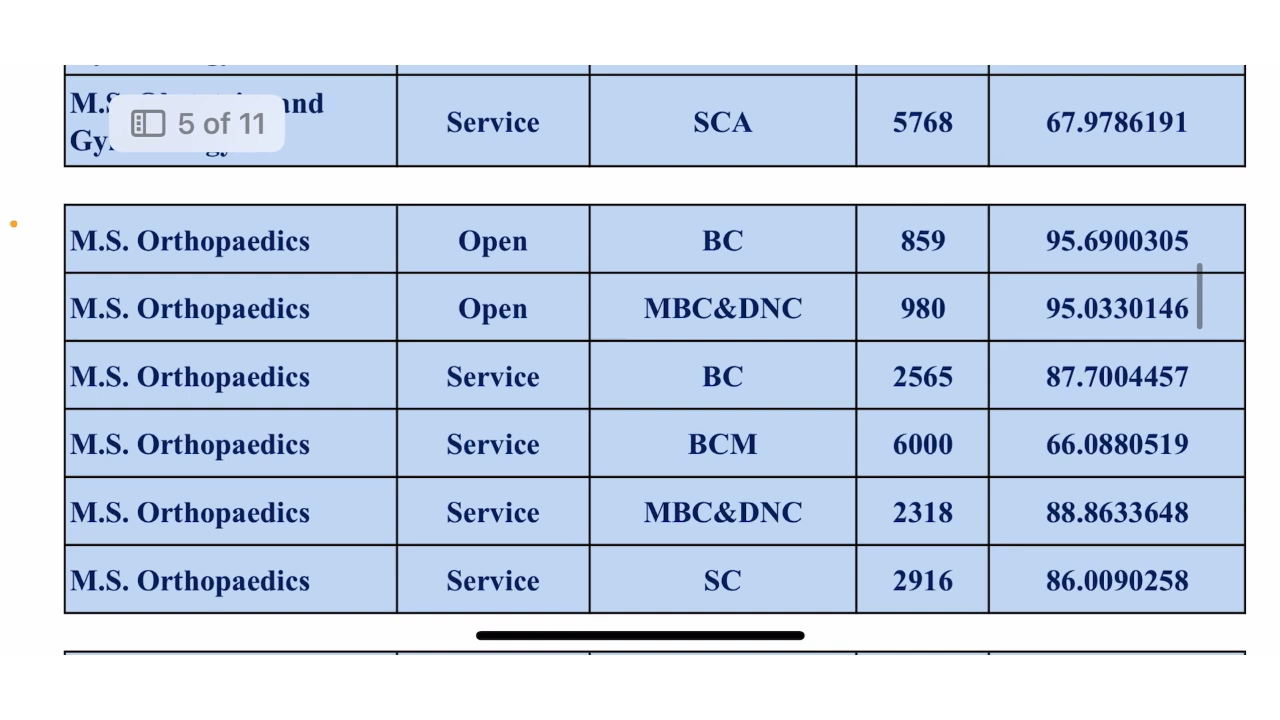 M.S. and
Gy
Service SCA 5768 67.9786191
5 of 11
M.S. Orthopaedics Open BC 859 95.6900305
M.S. Orthopaedics Open MBC&DNC 980 95.0330146
M.S. Orthopaedics Service BC 2565 87.7004457
M.S. Orthopaedics Service BCM 6000 66.0880519
M.S. Orthopaedics Service MBC&DNC 2318 88.8633648
M.S. Orthopaedics Service SC 2916 86.0090258